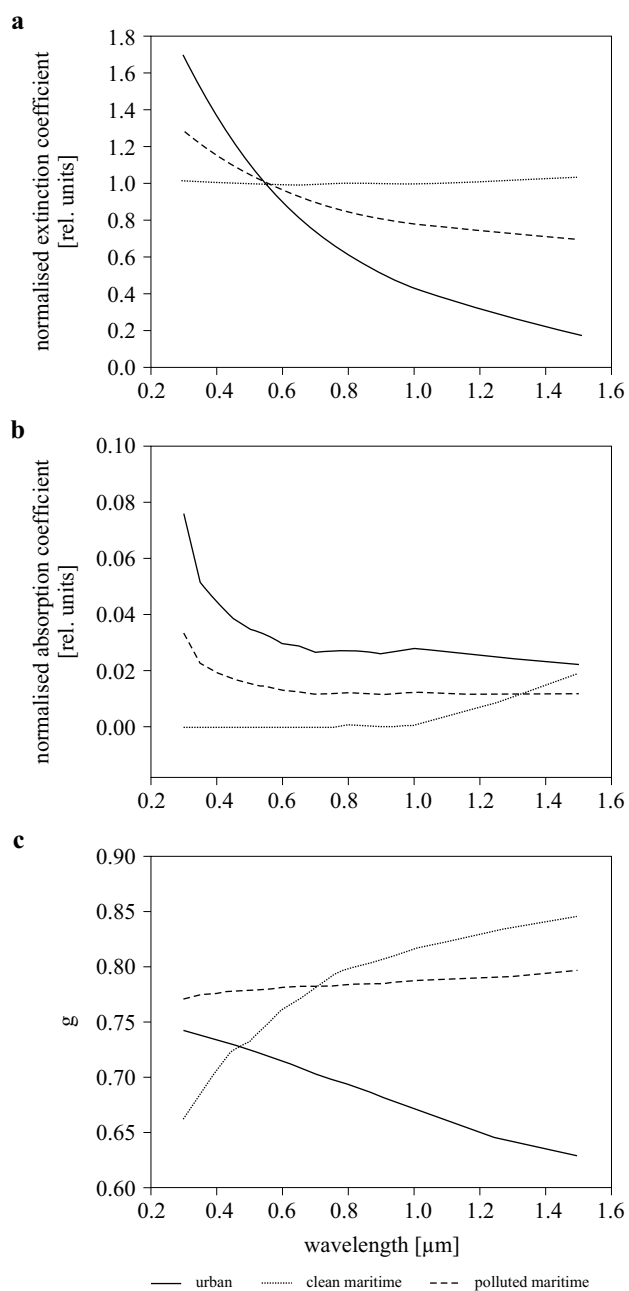 a
normalised extinction coefficient
[rel. units]
1.8
1.6
1.4
1.2
1.0
0.8
0.6
0.4
0.2
0.0
0.2 0.4 0.6 0.8 1.0 1.2 1.4 1.6
b
normalised absorption coefficient
[rel. units]
0.10
0.08
0.06
0.04
0.02
0.00
0.2 0.4 0.6 0.8 1.0 1.2 1.4 1.6
c
g
0.90
0.85
0.80
0.75
0.70
0.65
0.60
0.2 0.4 0.6 0.8 1.0 1.2 1.4 1.6
wavelength [µm]
urban clean maritime polluted maritime